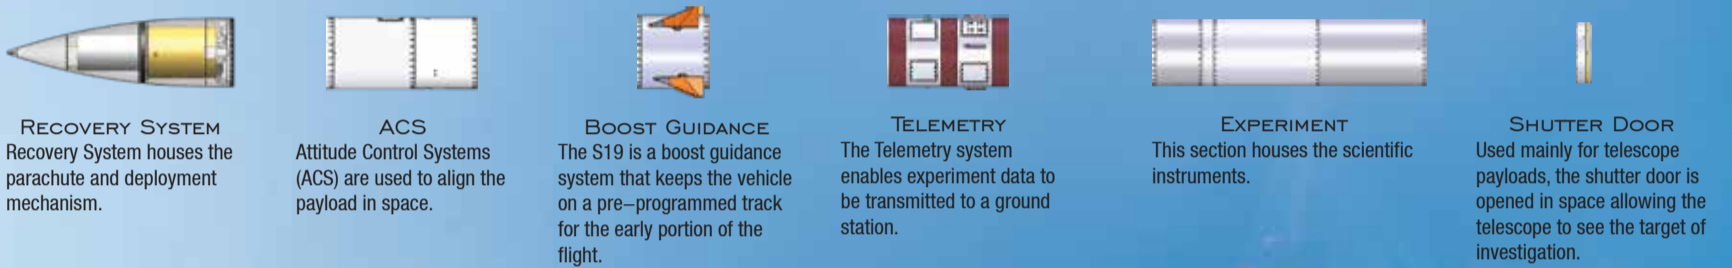 RECOVERY SYSTEM
Recovery System houses the
parachute and deployment
mechanism.
ACS
Attitude Control Systems
(ACS) are used to align the
payload in space.
BOOST GUIDANCE
The S19 is a boost guidance
system that keeps the vehicle
on a pre–programmed track
for the early portion of the
flight.
TELEMETRY
The Telemetry system
enables experiment data to
be transmitted to a ground
station.
EXPERIMENT
This section houses the scientific
instruments.
SHUTTER DOOR
Used mainly for telescope
payloads, the shutter door is
opened in space allowing the
telescope to see the target of
investigation.